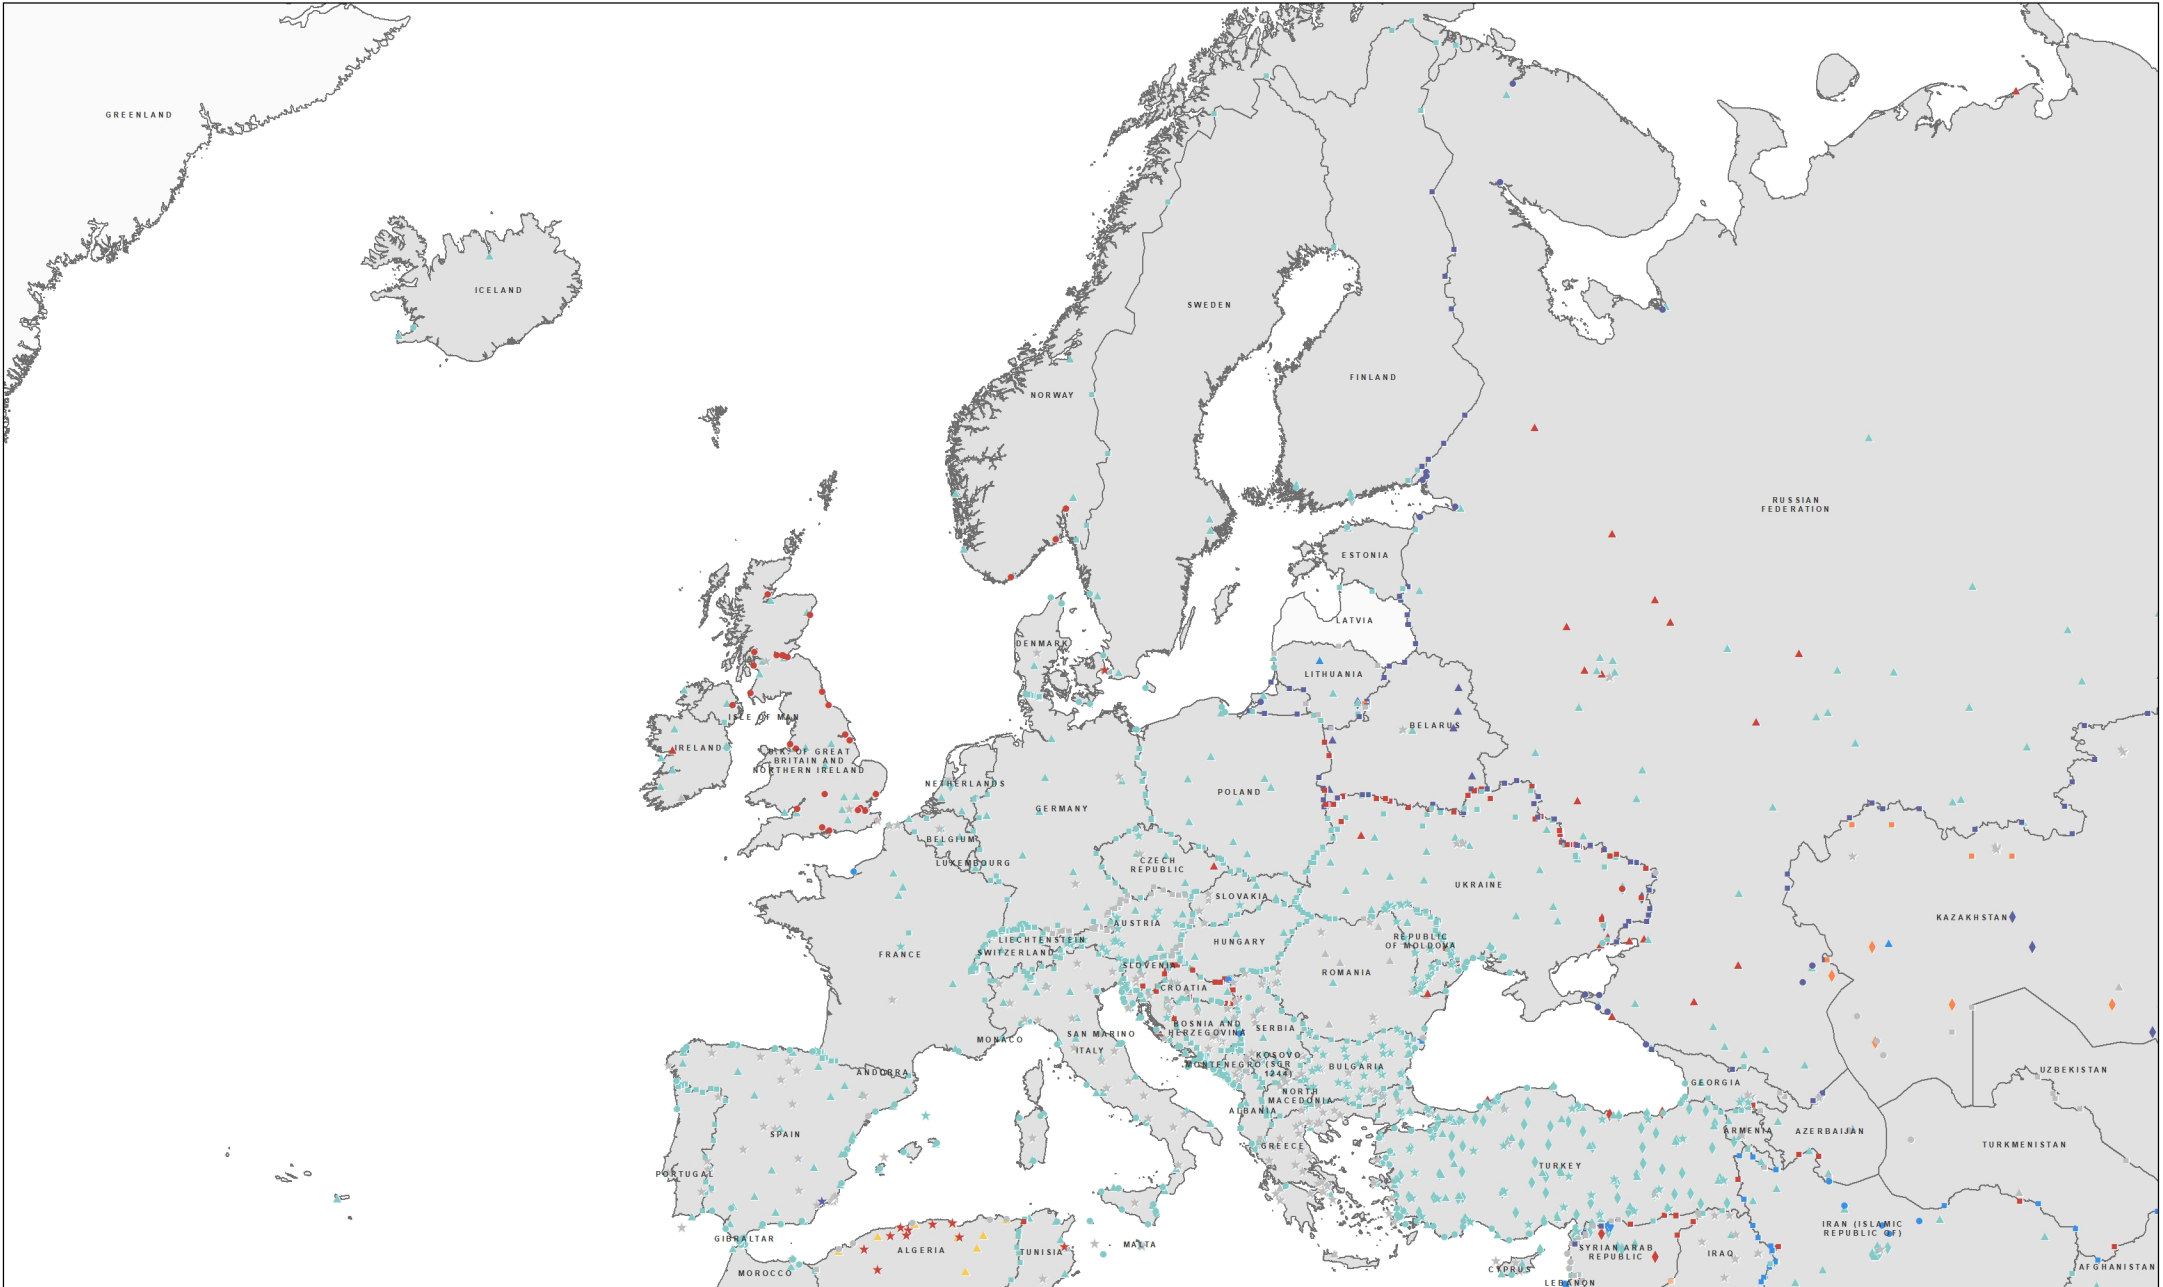 GREENLAND
ICELAND
SWEDEN
FINLAND
NORWAY
RUSSIAN
FEDERATION
ESTONIA
LATVIA
DENMARK
LITHUANIA
ISLE OF MAN
BELARUS
IRELAND
U.K. OF GREAT
BRITAIN AND
NORTHERN IRELAND
NETHERLANDS
POLAND
GERMANY
BELGIUM
LUXEMBOURG
CZECH
REPUBLIC
UKRAINE
SLOVAKIA
KAZAKHSTAN
AUSTRIA
LIECHTENSTEIN
HUNGARY
REPUBLIC
OF MOLDOVA
FRANCE
SWITZERLAND
SLOVENIA
ROMANIA
CROATIA
BOSNIA AND
HERZEGOVINA
SERBIA
SAN MARINO
MONACO
ITALY
KOSOVO
MONTENEGRO (SCR
1244)
BULGARIA
ANDORRA
UZBEKISTAN
GEORGIA
NORTH
MACEDONIA
ALBANIA
SPAIN
ARMENIA
AZERBAIJAN
GREECE
TURKMENISTAN
PORTUGAL
TURKEY
IRAN (ISLAMIC
REPUBLIC OF)
GIBRALTAR
ALGERIA
TUNISIA
MALTA
SYRIAN ARAB
REPUBLIC
IRAQ
MOROCCO
CYPRUS
AFGHANISTAN
LEBANON